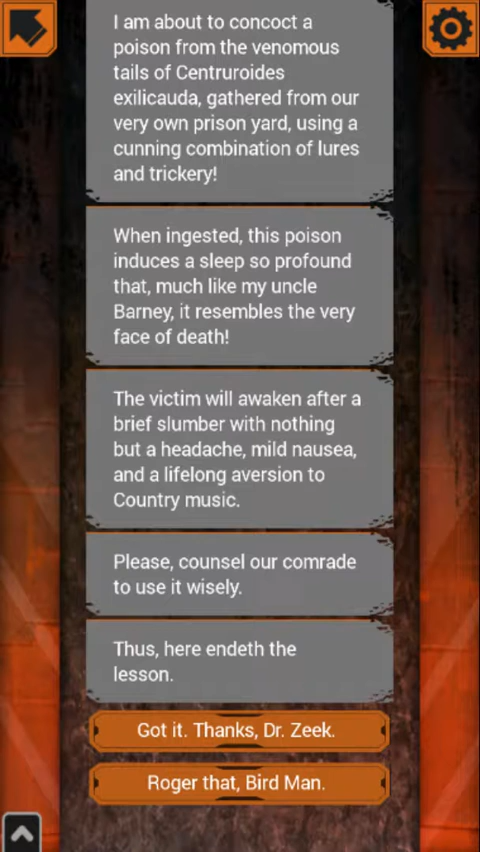 I am about to concoct a
poison from the venomous
tails of Centruroides
exilicauda, gathered from our
very own prison yard, using a
cunning combination of lures
and trickery!
When ingested, this poison
induces a sleep so profound
that, much like my uncle
Barney, it resembles the very
face of death!
The victim will awaken after a
brief slumber with nothing
but a headache, mild nausea,
and a lifelong aversion to
Country music.
Please, counsel our comrade
to use it wisely.
Thus, here endeth the
lesson.
Got it. Thanks, Dr. Zeek.
Roger that, Bird Man.